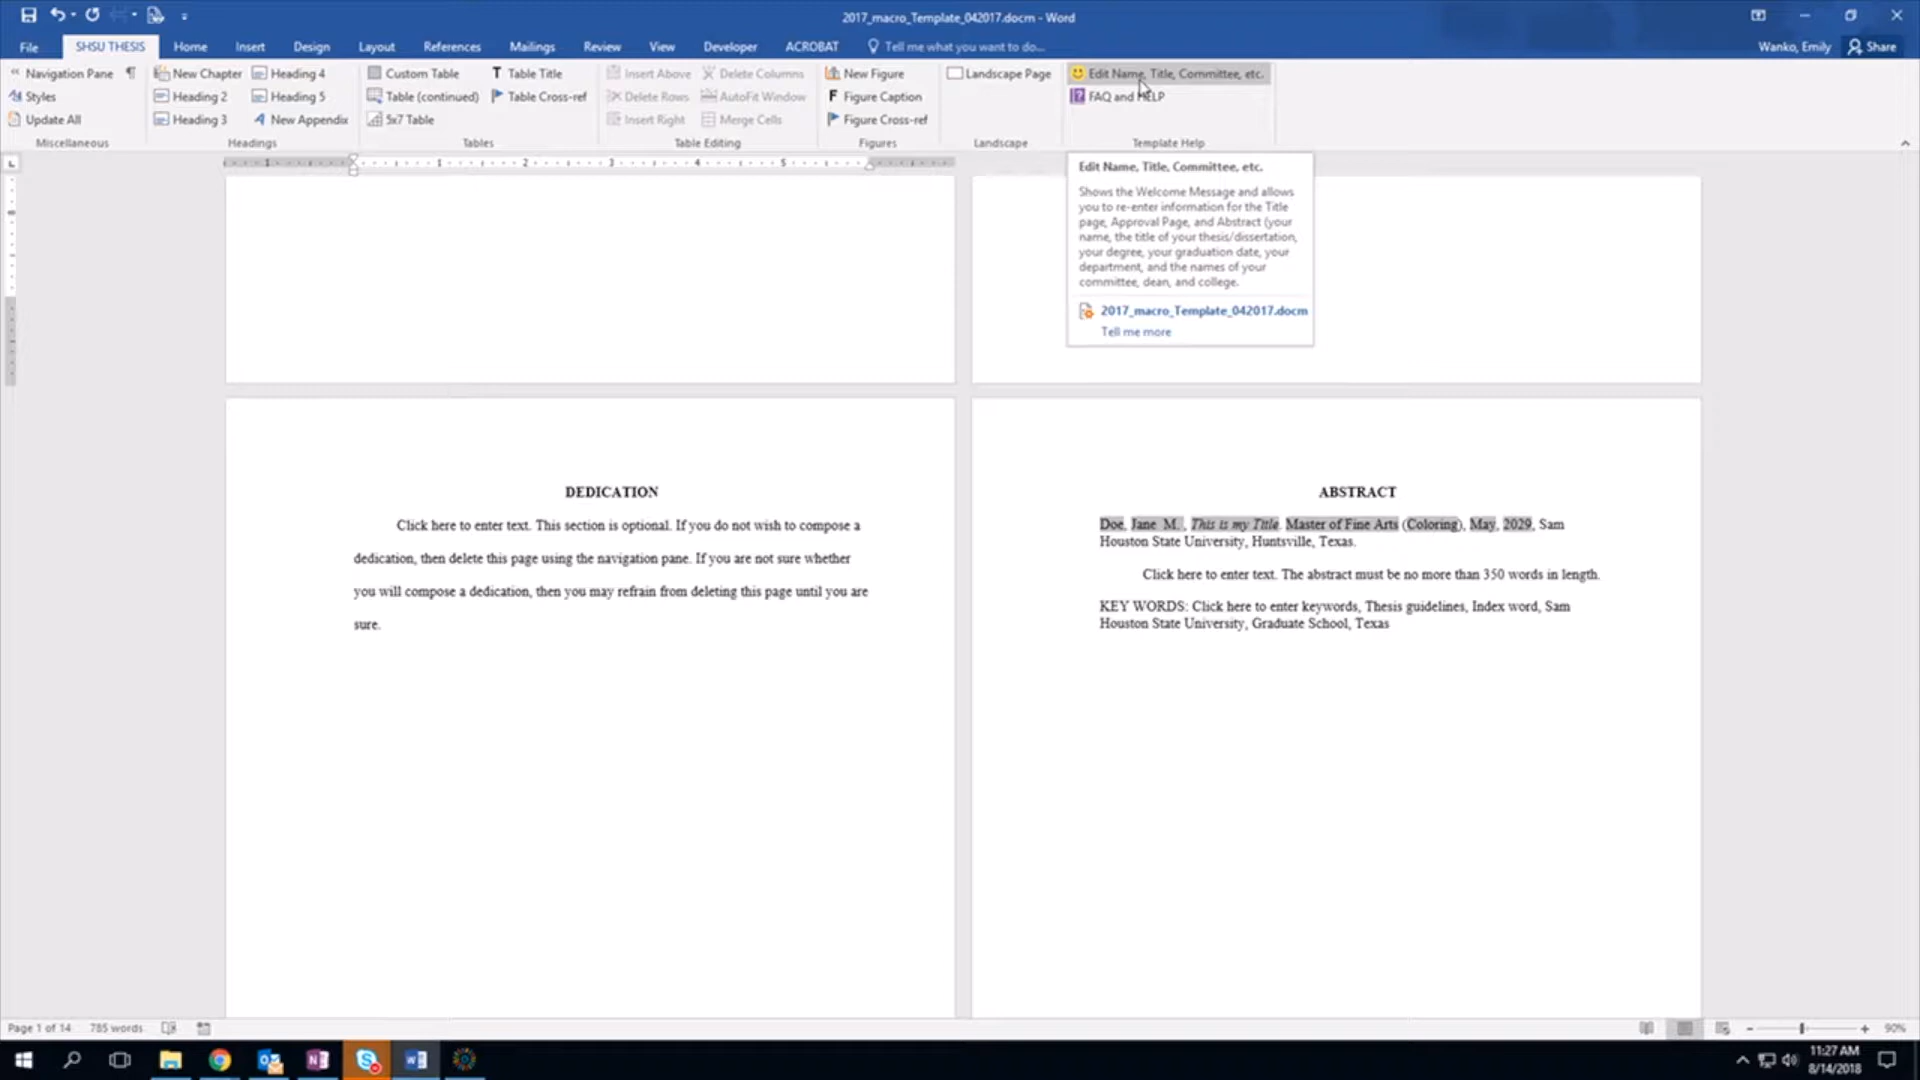 2017_macro_Template_042017.docm - Word
File SHSU THESIS Home Insert Design Layout References Mailings Review View Developer ACROBAT Tell me what you want to do... Wanko, Emily Share
Navigation Pane ¶ New Chapter Heading 4 Custom Table T Table Title Insert Above Delete Columns New Figure Landscape Page Edit Name, Title, Committee, etc.
Styles Heading 2 Heading 5 Table (continued) Table Cross-ref Delete Rows AutoFit Window F Figure Caption FAQ and HELP
Update All Heading 3 New Appendix 5x7 Table Insert Right Merge Cells Figure Cross-ref
Miscellaneous Headings Tables Table Editing Figures Landscape Template Help
1 1 2 3 4 5
Edit Name, Title, Committee, etc.
Shows the Welcome Message and allows
you to re-enter information for the Title
page, Approval Page, and Abstract (your
name, the title of your thesis/dissertation,
your degree, your graduation date, your
department, and the names of your
committee, dean, and college.
2017_macro_Template_042017.docm
Tell me more
DEDICATION
Click here to enter text. This section is optional. If you do not wish to compose a
dedication, then delete this page using the navigation pane. If you are not sure whether
you will compose a dedication, then you may refrain from deleting this page until you are
sure.
ABSTRACT
Doe, Jane M. , This is my Title. Master of Fine Arts (Coloring), May, 2029, Sam
Houston State University, Huntsville, Texas.
Click here to enter text. The abstract must be no more than 350 words in length.
KEY WORDS: Click here to enter keywords, Thesis guidelines, Index word, Sam
Houston State University, Graduate School, Texas
Page 1 of 14 785 words 90%
11:27 AM
8/14/2018